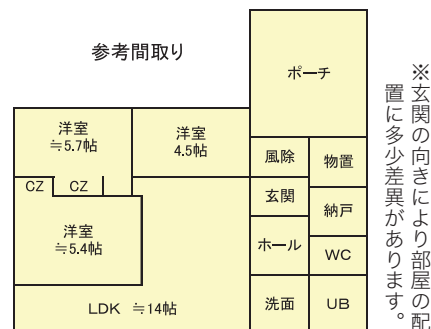 参考間取り
ポーチ
洋室
≒5.7帖
洋室
4.5帖
風除
物置
CZ
CZ
玄関
納戸
洋室
≒5.4帖
ホール
WC
LDK ≒14帖
洗面
UB
※玄関の向きにより部屋の配
置に多少差異があります。